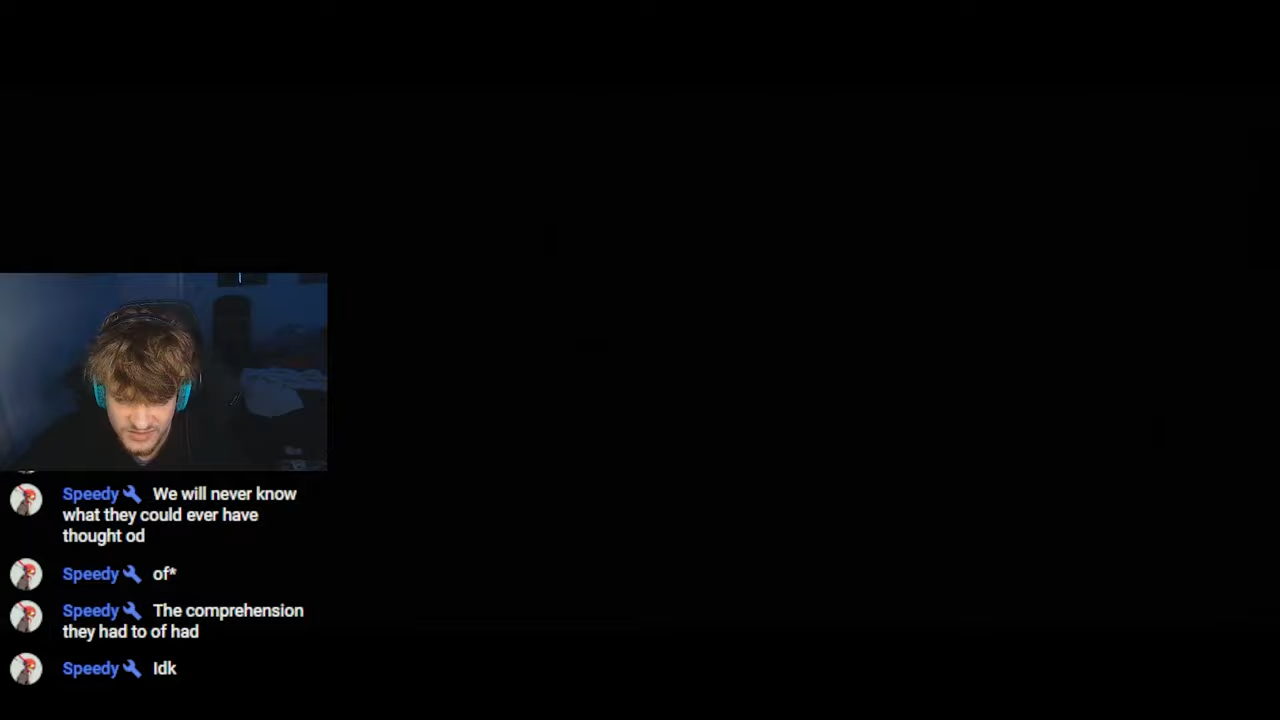 Speedy We will never know
what they could ever have
thought od
Speedy of*
Speedy The comprehension
they had to of had
Speedy Idk